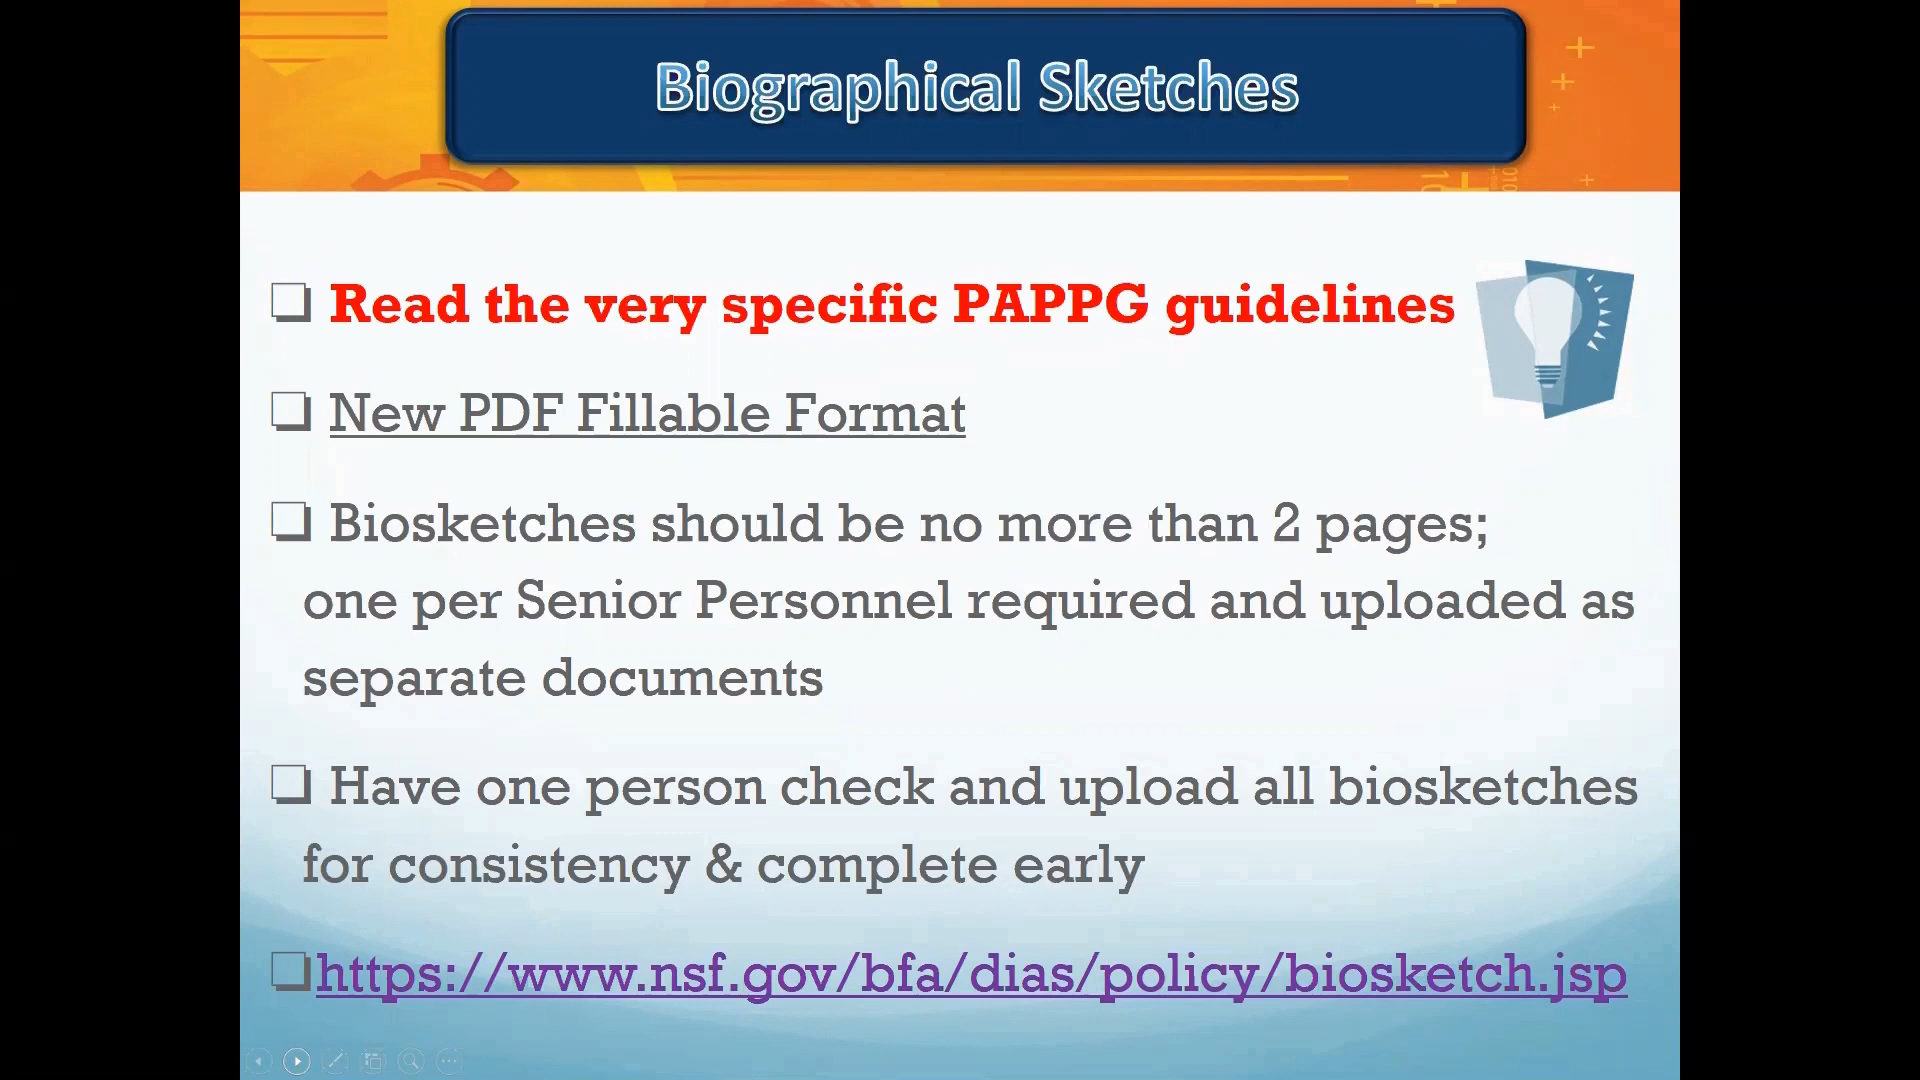 Biographical Sketches
❑ Read the very specific PAPPG guidelines
❑ New PDF Fillable Format
❑ Biosketches should be no more than 2 pages;
one per Senior Personnel required and uploaded as
separate documents
❑ Have one person check and upload all biosketches
for consistency & complete early
❑https://www.nsf.gov/bfa/dias/policy/biosketch.jsp